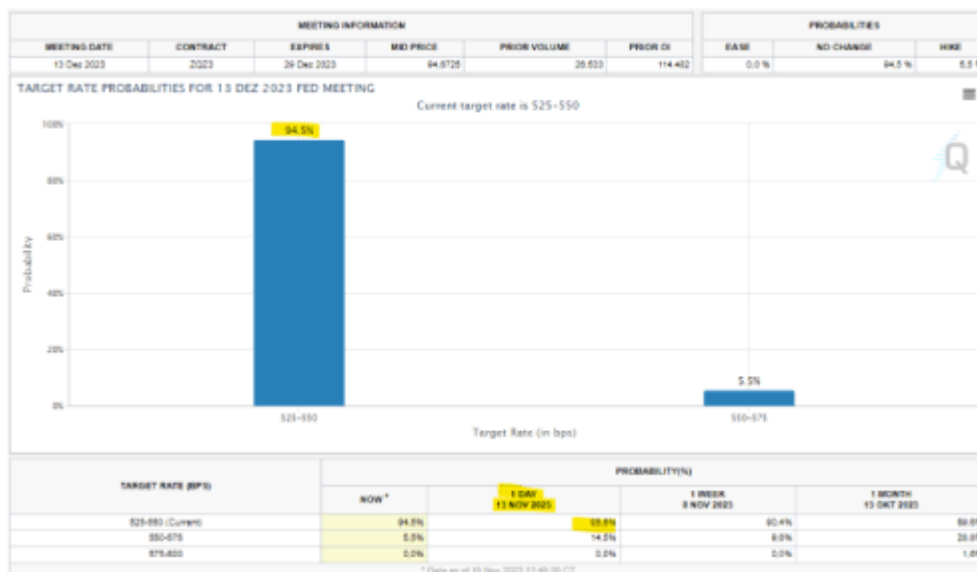 MEETING INFORMATION
PROBABILITIES
MEETING DATE CONTRACT EXPIRES MID PRICE PRIOR VOLUME PRIOR OI EASE NO CHANGE HIKE
13 Dez 2023 ZQZ3 29 Dez 2023 94,6725 114.482 0,0 % 94,5 % 5,5 %
TARGET RATE PROBABILITIES FOR 13 DEZ 2023 FED MEETING
Current target rate is 525-550
100%
94.5%
80%
60%
40%
20%
0%
Probability
5.5%
525-550
550-575
Target Rate (in bps)
Q
TARGET RATE (BPS)
PROBABILITY(%)
NOW *
1 DAY
13 NOV 2023
1 WEEK
1 MONTH
13 OKT 2023
525-550 (Current) 94,5% 90,4%
550-575 5,5% 14,5%
575-600 0,0% 0,0% 0,0%